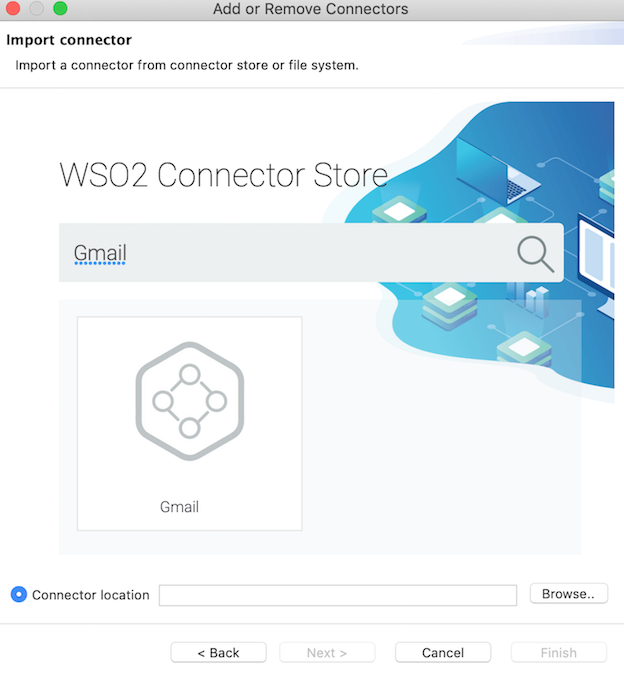 Add or Remove Connectors
Import connector
Import a connector from connector store or file system.
WSO2 Connector Store
Gmail
Gmail
Connector location
Browse..
< Back
Next >
Cancel
Finish